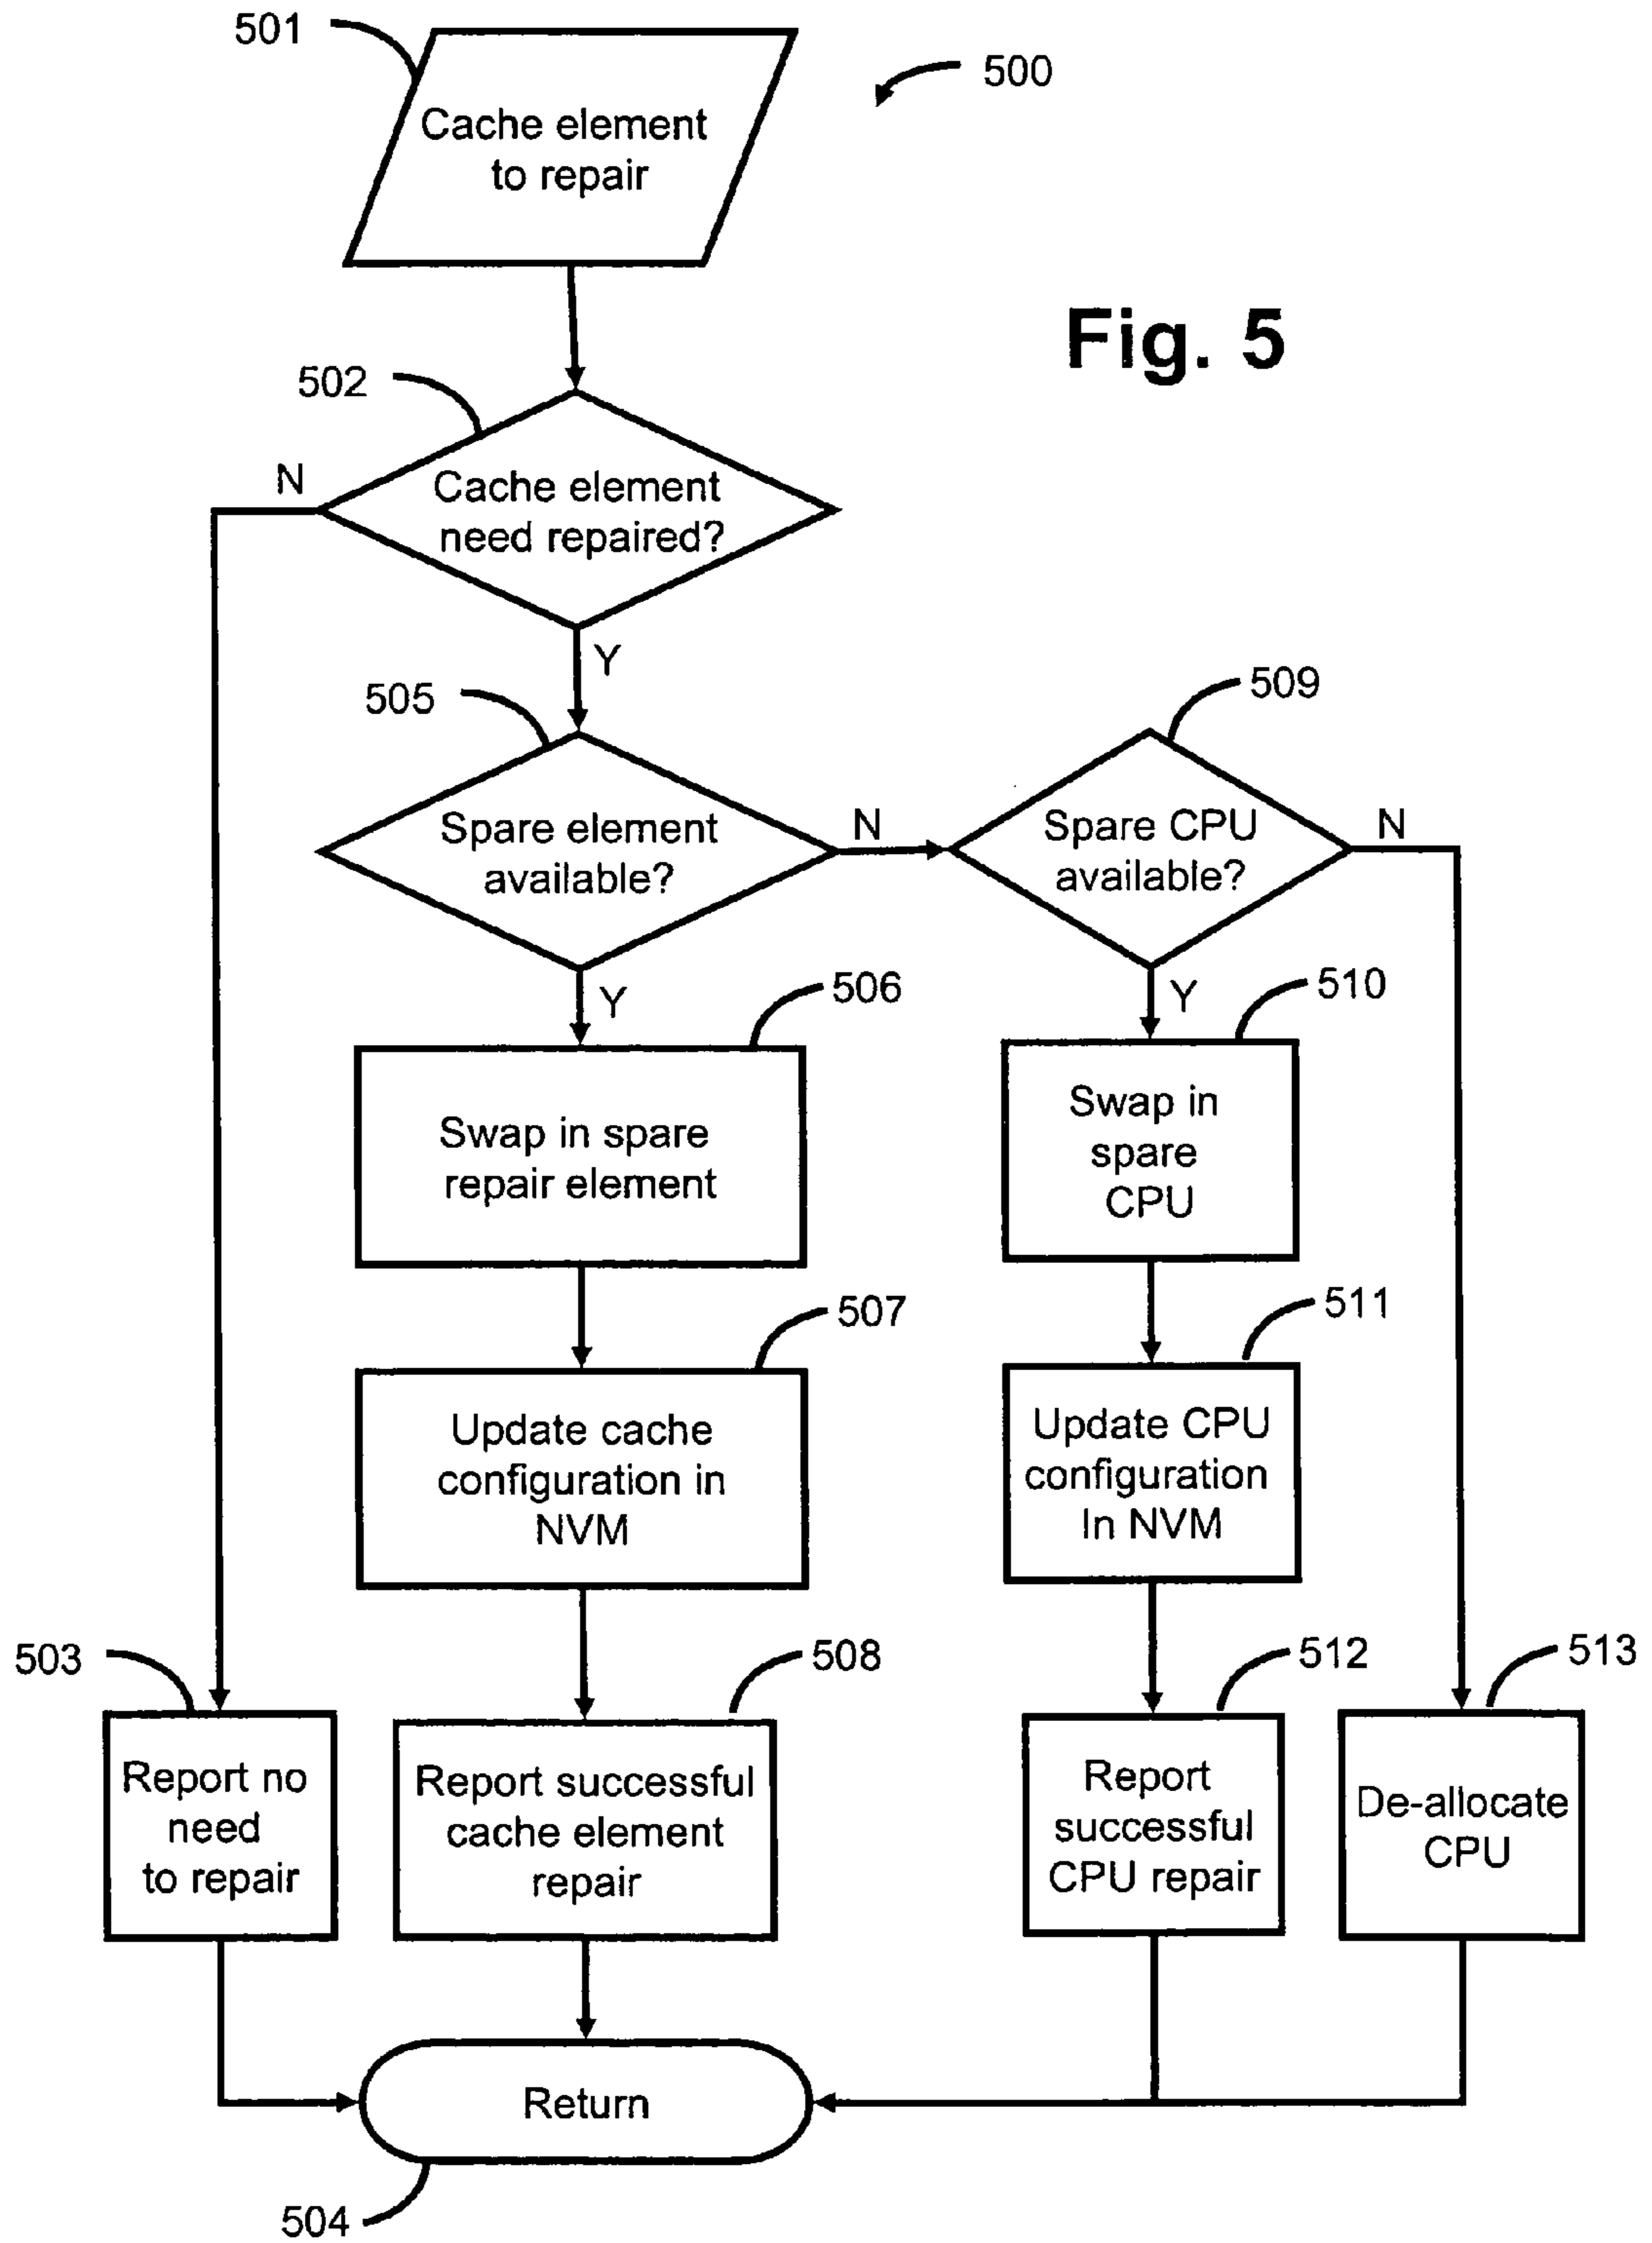 501
500
Cache element
to repair
Fig. 5
502
N
Cache element
need repaired?
Y
505
509
Spare element
available?
N
Spare CPU
available?
N
Y
506
Y
510
Swap in spare
repair element
Swap in
spare
CPU
507
511
Update cache
configuration in
NVM
Update CPU
configuration
In NVM
503
508
512
513
Report no
need
to repair
Report successful
cache element
repair
Report
successful
CPU repair
De-allocate
CPU
Return
504